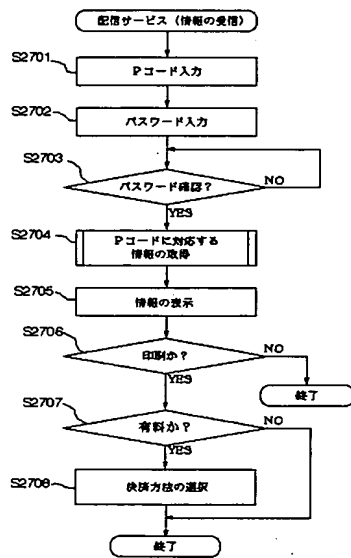 配信サービス（情報の受信）
S2701
Pコード入力
S2702
パスワード入力
S2703
パスワード確認？
NO
YES
S2704
Pコードに対応する
情報の取得
S2705
情報の表示
S2706
印刷か？
NO
YES
終了
S2707
有料か？
NO
YES
S2708
決済方法の選択
終了